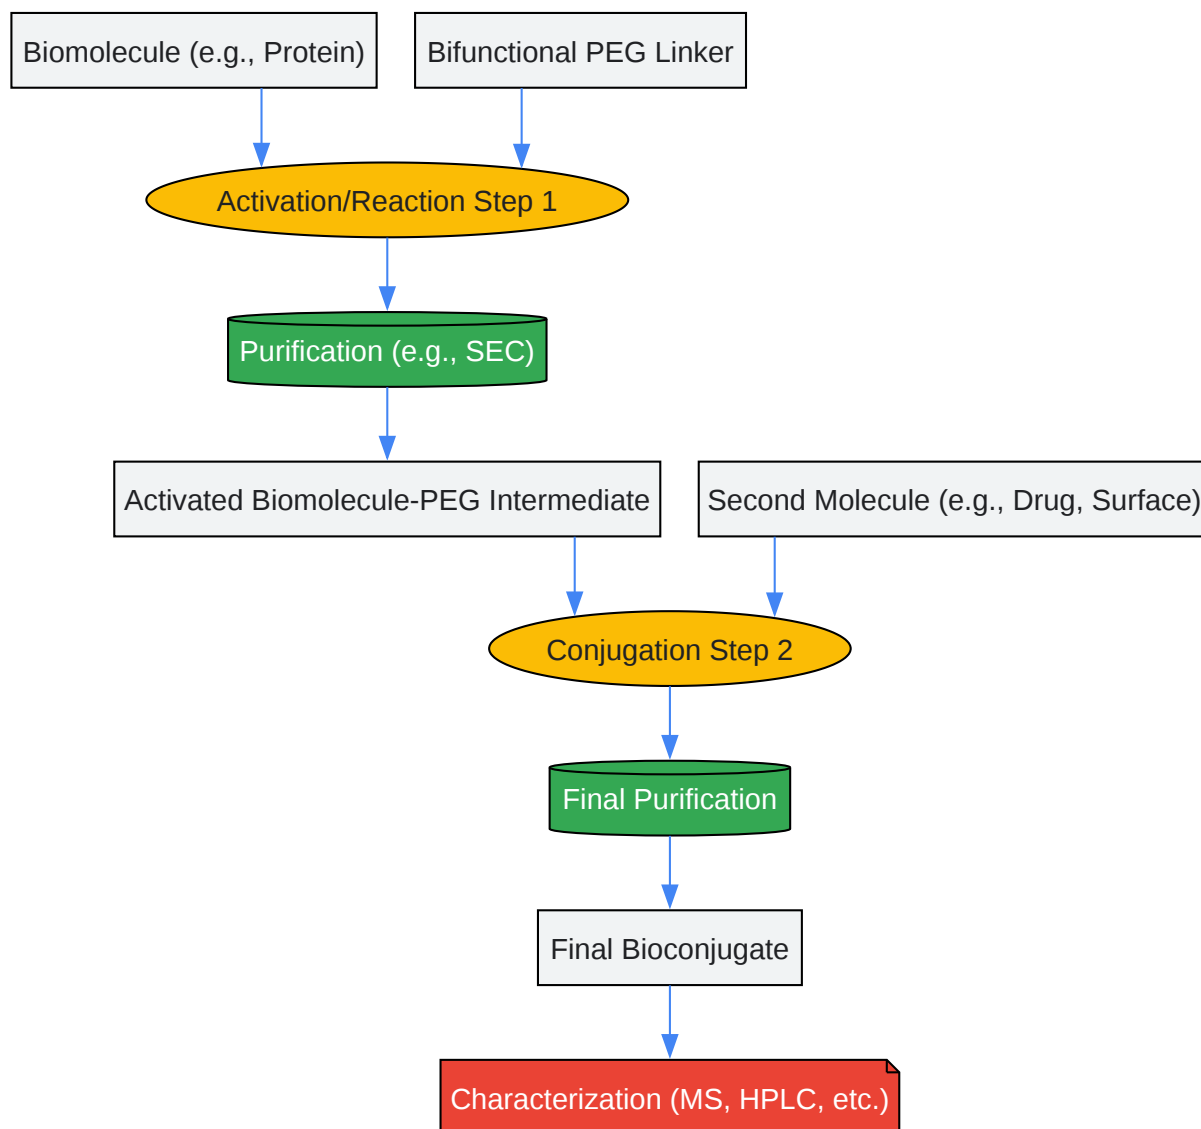 Biomolecule (e.g., Protein)
Bifunctional PEG Linker
Activation/Reaction Step 1
Purification (e.g., SEC)
Activated Biomolecule-PEG Intermediate
Second Molecule (e.g., Drug, Surface)
Conjugation Step 2
Final Purification
Final Bioconjugate
Characterization (MS, HPLC, etc.)